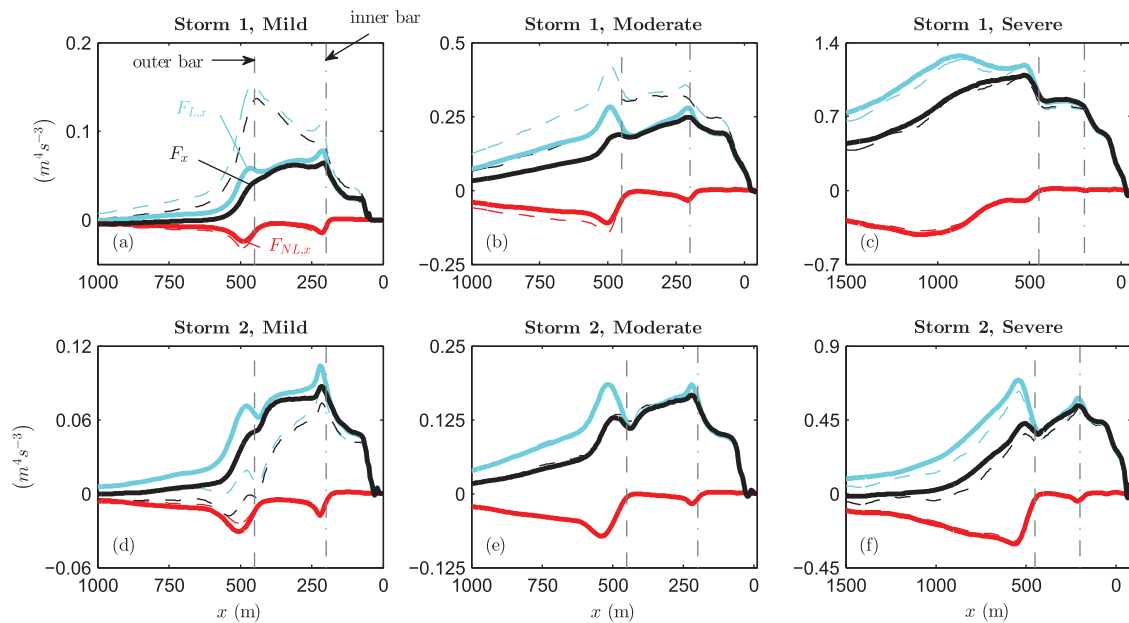 Storm 1, Mild
inner bar
Storm 1, Moderate
Storm 1, Severe
outer bar
0.2
0.1
0
(m⁴s⁻³)
F_{L,x}
F_x
F_{NL,x}
(a)
1000 750 500 250 0
0.5
0.25
0
−0.25
(b)
1000 750 500 250 0
1.4
0.7
0
−0.7
(c)
1500 1000 500 0
Storm 2, Mild
Storm 2, Moderate
Storm 2, Severe
0.12
0.06
0
−0.06
(m⁴s⁻³)
(d)
1000 750 500 250 0
x (m)
0.25
0.125
0
−0.125
(e)
1000 750 500 250 0
x (m)
0.9
0.45
0
−0.45
(f)
1500 1000 500 0
x (m)